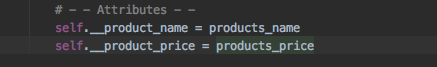 # - - Attributes - -
self.__product_name = products_name
self.__product_price = products_price